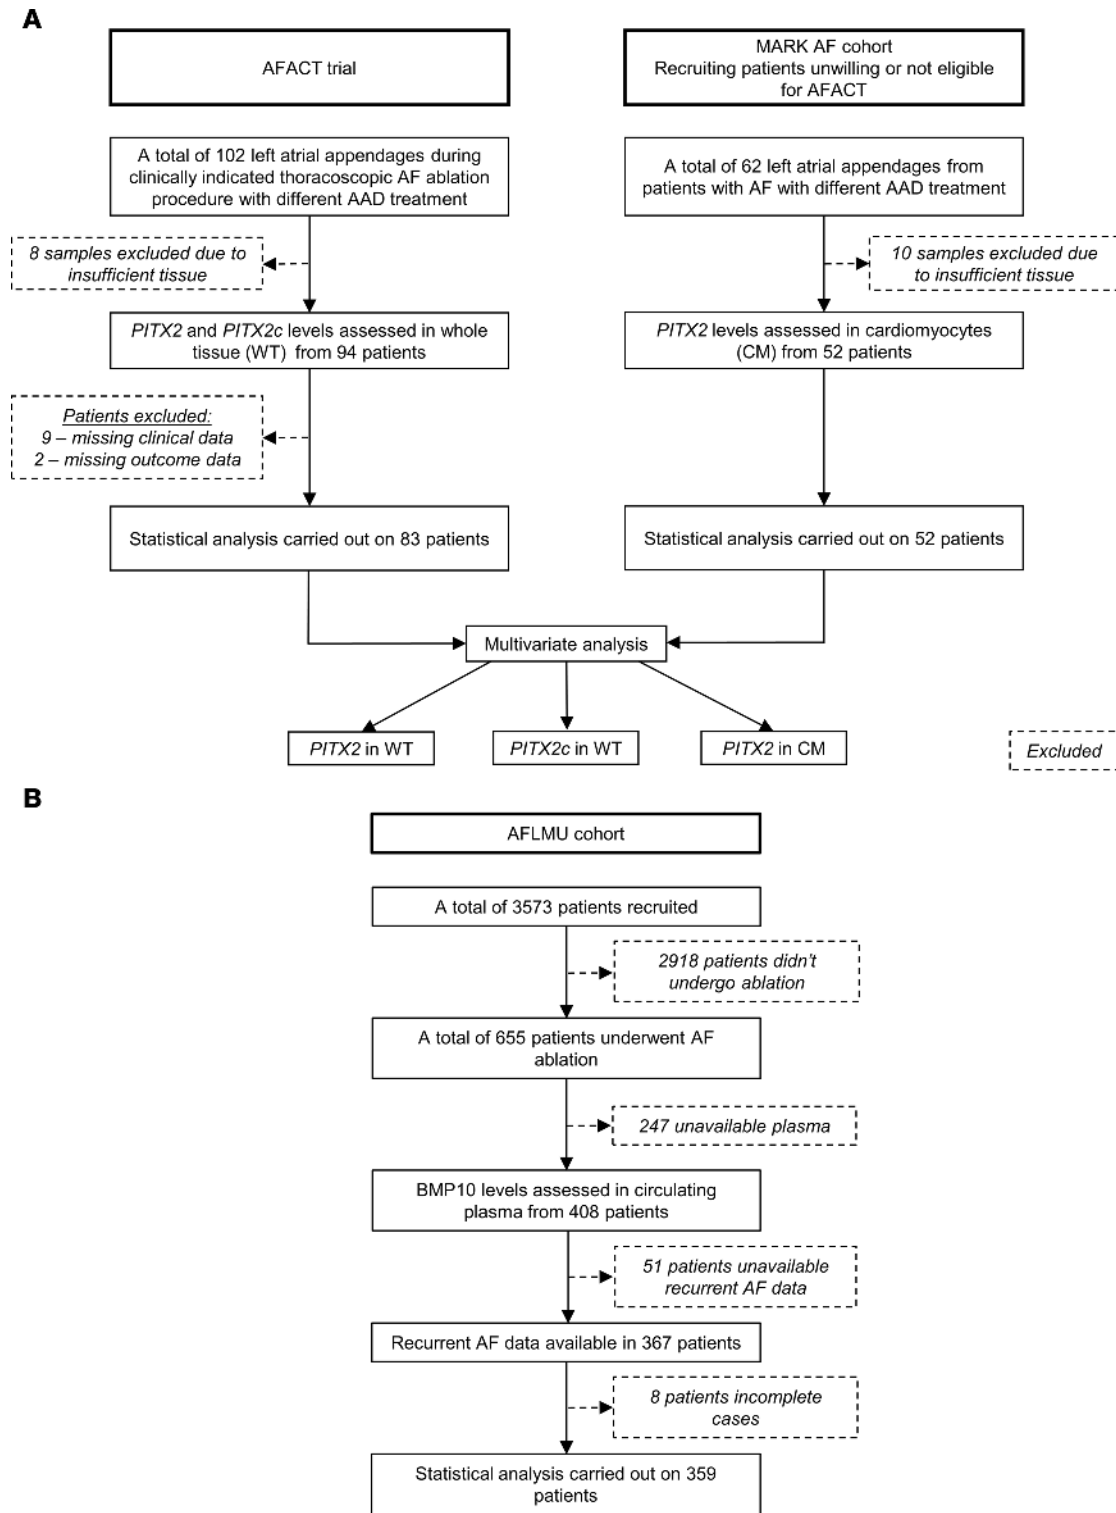 A
AFACT trial
MARK AF cohort
Recruiting patients unwilling or not eligible
for AFACT
A total of 102 left atrial appendages during
clinically indicated thoracoscopic AF ablation
procedure with different AAD treatment
A total of 62 left atrial appendages from
patients with AF with different AAD treatment
8 samples excluded due to
insufficient tissue
10 samples excluded due
to insufficient tissue
PITX2 and PITX2c levels assessed in whole
tissue (WT) from 94 patients
PITX2 levels assessed in cardiomyocytes
(CM) from 52 patients
Patients excluded:
9 – missing clinical data
2 – missing outcome data
Statistical analysis carried out on 83 patients
Statistical analysis carried out on 52 patients
Multivariate analysis
PITX2 in WT
PITX2c in WT
PITX2 in CM
Excluded
B
AFLMU cohort
A total of 3573 patients recruited
2918 patients didn't
undergo ablation
A total of 655 patients underwent AF
ablation
247 unavailable plasma
BMP10 levels assessed in circulating
plasma from 408 patients
51 patients unavailable
recurrent AF data
Recurrent AF data available in 367 patients
8 patients incomplete
cases
Statistical analysis carried out on 359
patients